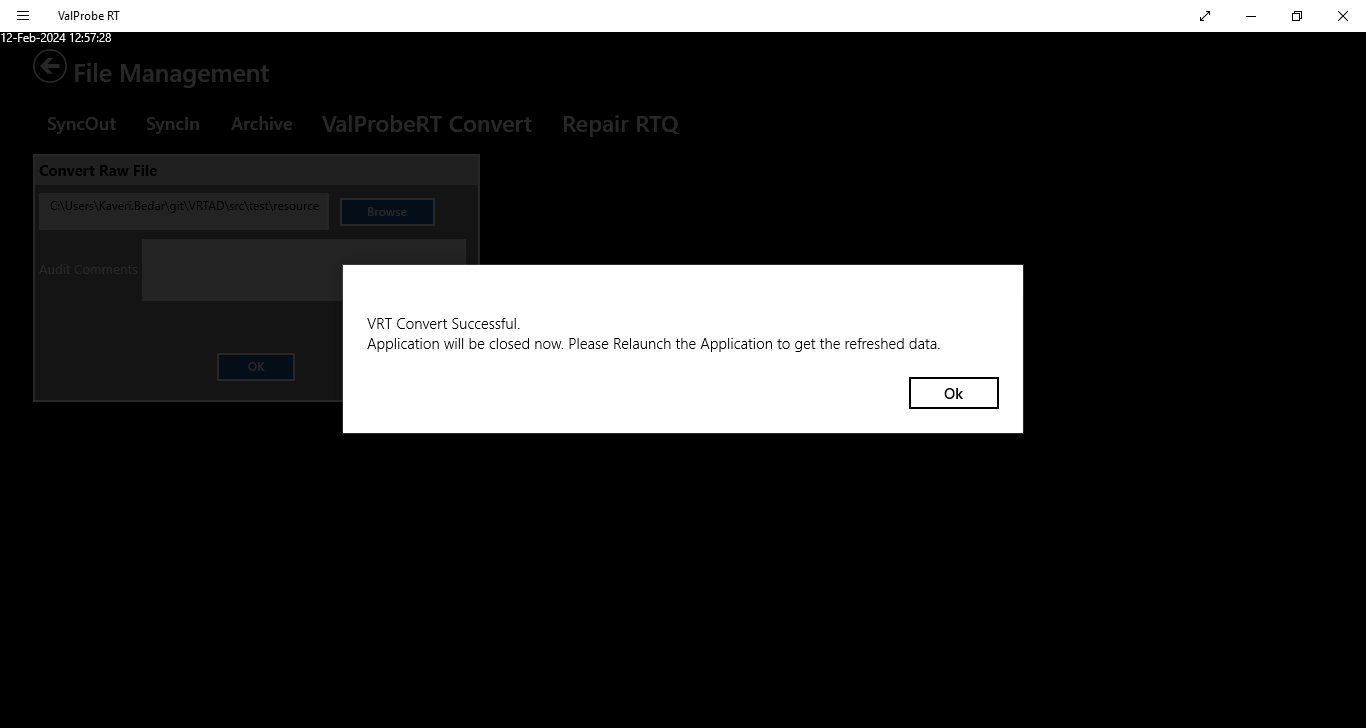 ValProbe RT
12-Feb-2024 12:57:28
File Management
SyncOut SyncIn Archive ValProbeRT Convert Repair RTQ
Convert Raw File
C:\Users\Kaveri.Bedar\git\VRTAD\src\test\resource
Browse
Audit Comments
VRT Convert Successful.
Application will be closed now. Please Relaunch the Application to get the refreshed data.
OK
Ok